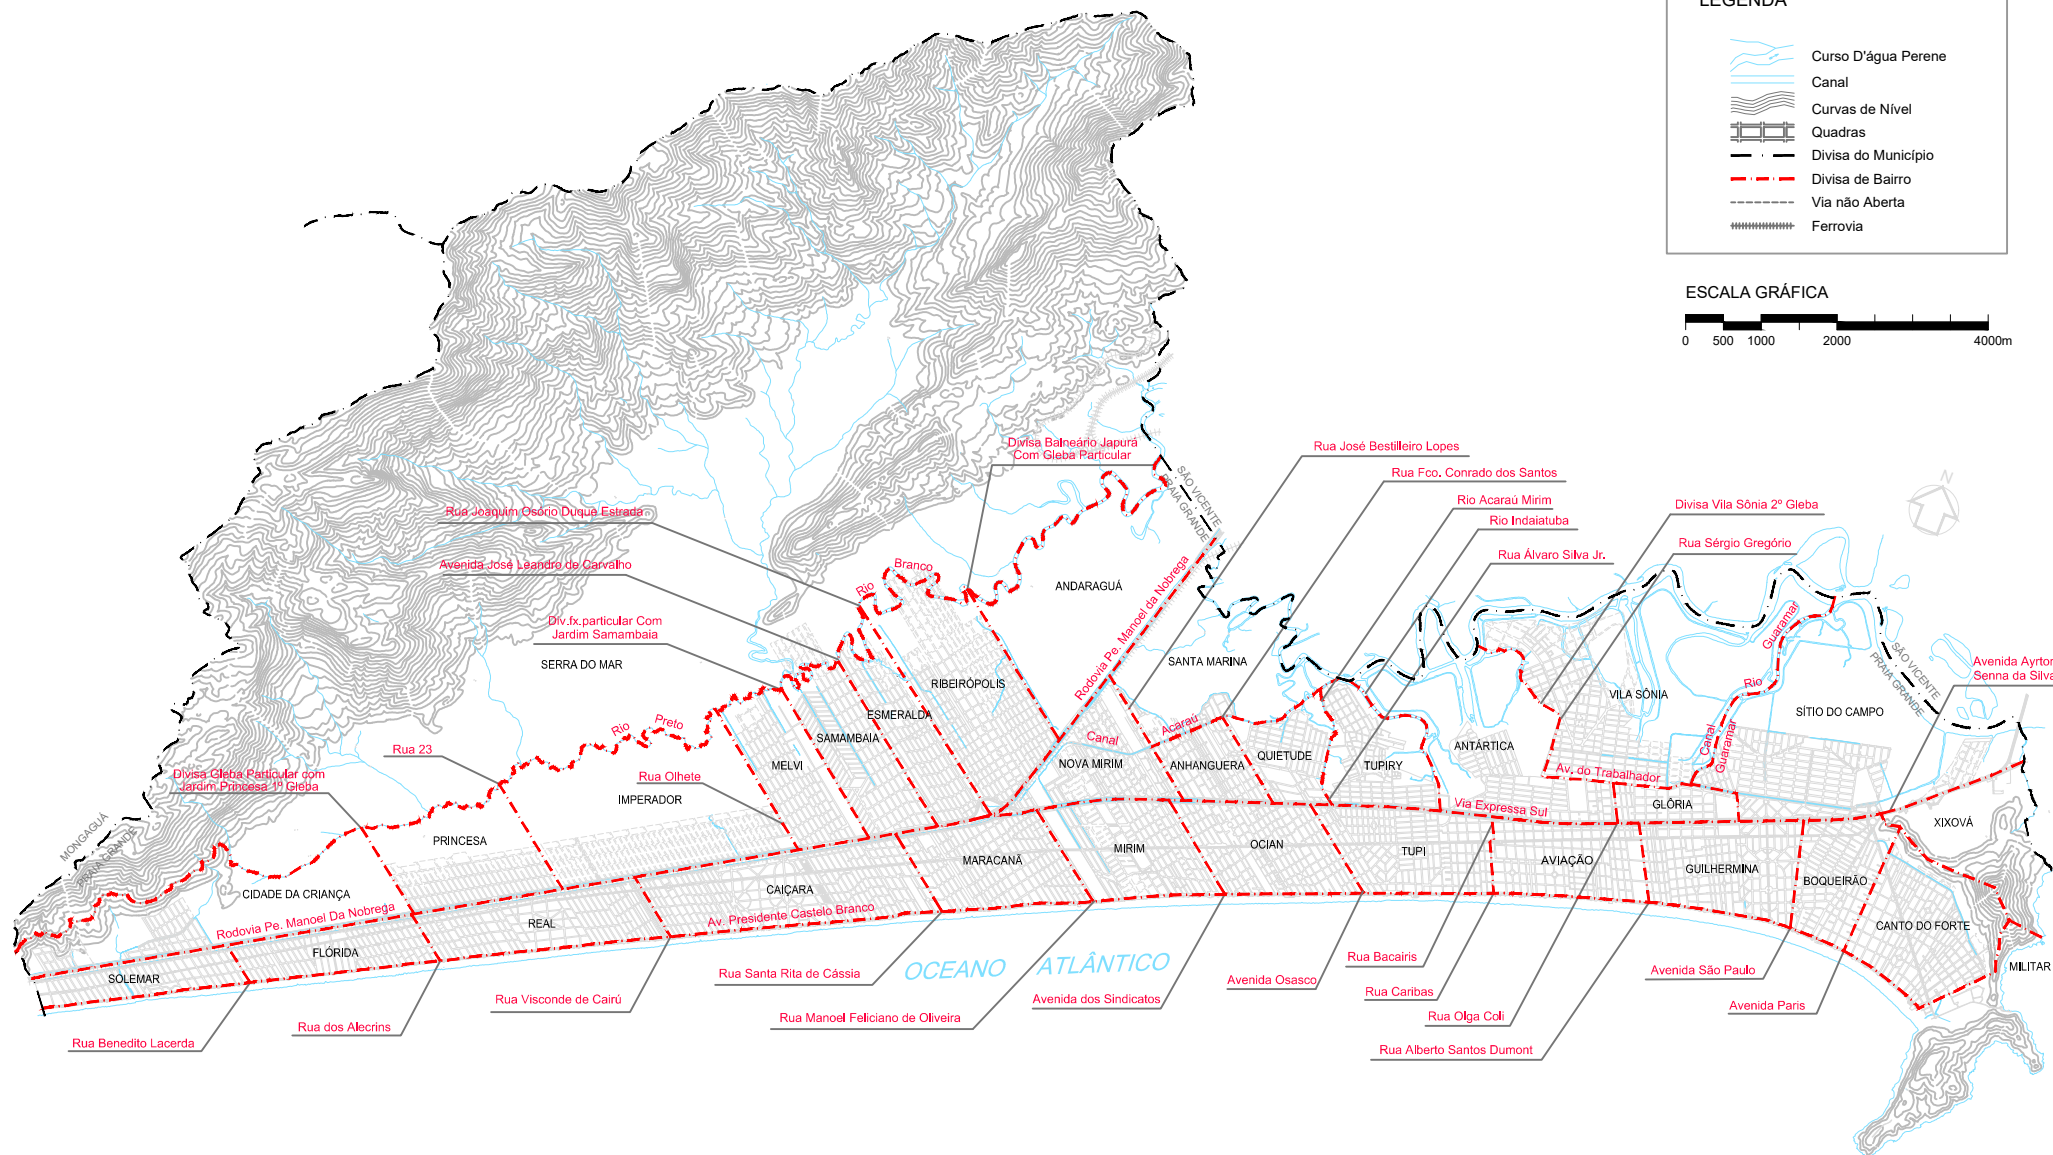 LEGENDA
Curso D'água Perene
Canal
Curvas de Nível
Quadras
Divisa do Município
Divisa de Bairro
Via não Aberta
Ferrovia
ESCALA GRÁFICA
0 500 1000 2000 4000m
N
Divisa Balneário Japurá
Com Gleba Particular
Rua José Bestilleiro Lopes
Rua Fco. Conrado dos Santos
Rio Acaraú Mirim
Rio Indaiatuba
Rua Álvaro Silva Jr.
Divisa Vila Sônia 2º Gleba
Rua Sérgio Gregório
Avenida Ayrton
Senna da Silva
Rua Joaquim Osório Duque Estrada
Avenida José Leandro de Carvalho
Div.fx.particular Com
Jardim Samambaia
Rua 23
Rua Olhete
Divisa Gleba Particular com
Jardim Princesa 1ª Gleba
SÃO VICENTE
PRAIA GRANDE
SÃO VICENTE
PRAIA GRANDE
MONGAGUÁ
PRAIA GRANDE
Rio Branco
Rio Preto
Rodovia Pe. Manoel da Nobrega
Canal Acaraú
Rio Guaramar
Canal
Guaramar
Av. do Trabalhador
Via Expressa Sul
Rodovia Pe. Manoel Da Nobrega
Av. Presidente Castelo Branco
SERRA DO MAR
ANDARAGUÁ
SANTA MARINA
RIBEIRÓPOLIS
ESMERALDA
SAMAMBAIA
MELVI
IMPERADOR
PRINCESA
CIDADE DA CRIANÇA
NOVA MIRIM
ANHANGUERA
QUIETUDE
TUPIRY
ANTÁRTICA
VILA SÔNIA
SÍTIO DO CAMPO
GLÓRIA
XIXOVÁ
SOLEMAR
FLÓRIDA
REAL
CAIÇARA
MARACANÃ
MIRIM
OCIAN
TUPI
AVIAÇÃO
GUILHERMINA
BOQUEIRÃO
CANTO DO FORTE
MILITAR
OCEANO ATLÂNTICO
Rua Benedito Lacerda
Rua dos Alecrins
Rua Visconde de Cairú
Rua Santa Rita de Cássia
Rua Manoel Feliciano de Oliveira
Avenida dos Sindicatos
Avenida Osasco
Rua Bacairis
Rua Caribas
Rua Olga Coli
Rua Alberto Santos Dumont
Avenida São Paulo
Avenida Paris